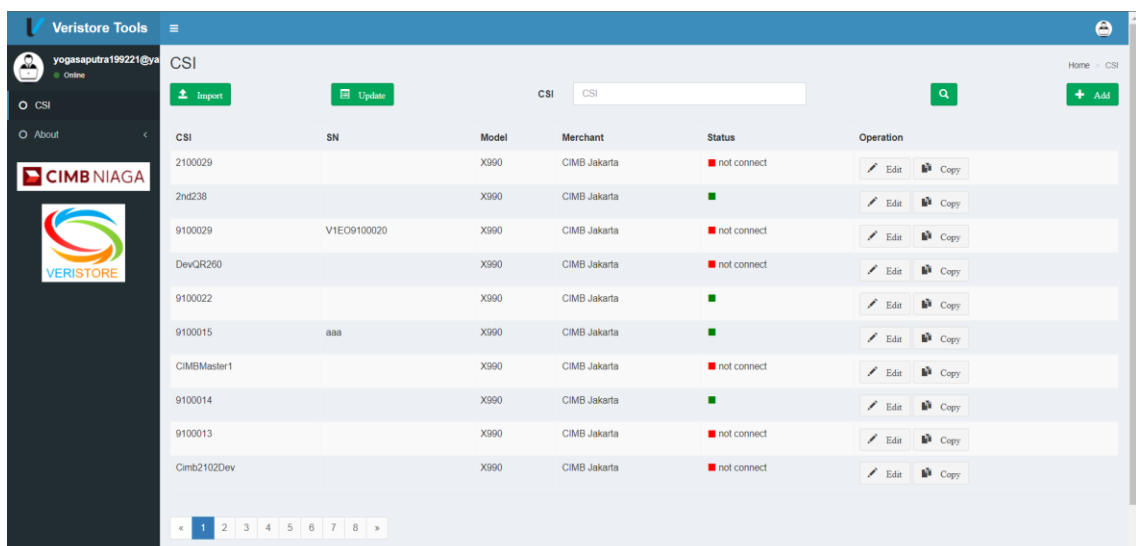 Veristore Tools
yogasaputra199221@ya
Online
CSI
About
CIMB NIAGA
VERISTORE
CSI
Home > CSI
Import Update CSI CSI Add
CSI SN Model Merchant Status Operation
2100029 X990 CIMB Jakarta not connect Edit Copy
2nd238 X990 CIMB Jakarta Edit Copy
9100029 V1EO9100020 X990 CIMB Jakarta not connect Edit Copy
DevQR260 X990 CIMB Jakarta not connect Edit Copy
9100022 X990 CIMB Jakarta Edit Copy
9100015 aaa X990 CIMB Jakarta Edit Copy
CIMBMaster1 X990 CIMB Jakarta not connect Edit Copy
9100014 X990 CIMB Jakarta Edit Copy
9100013 X990 CIMB Jakarta not connect Edit Copy
Cimb2102Dev X990 CIMB Jakarta not connect Edit Copy
« 1 2 3 4 5 6 7 8 »